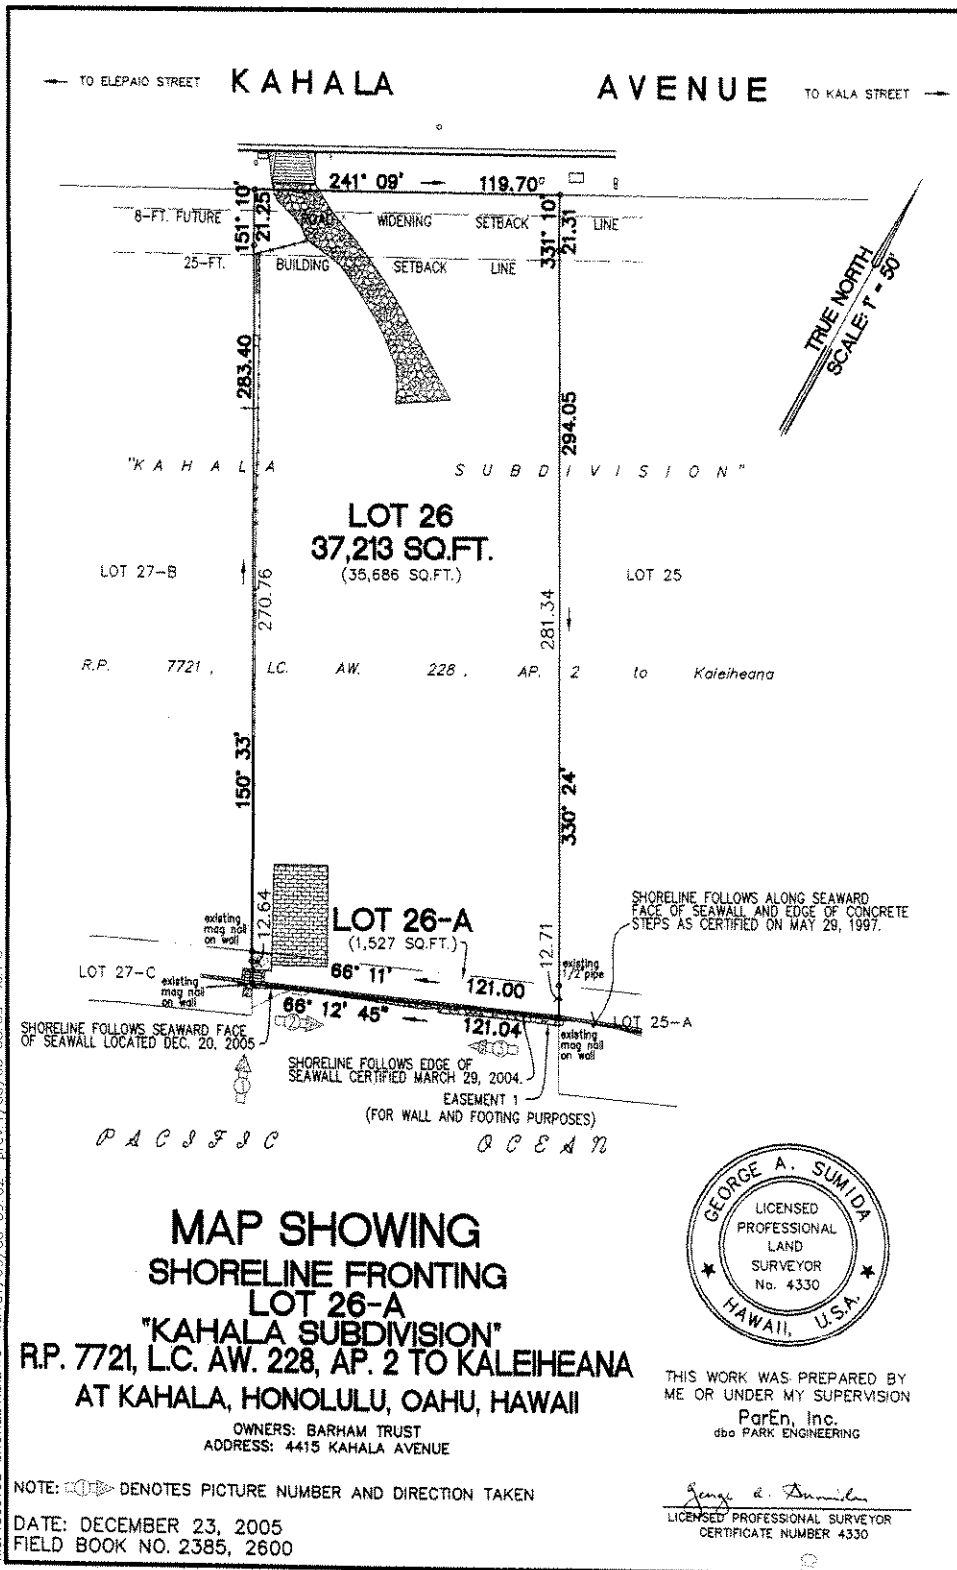 ← TO ELEPAIO STREET KAHALA AVENUE TO KALA STREET →
241° 09' 119.70
151° 10'
21.25
331° 10'
21.31
8-FT. FUTURE ROAD WIDENING SETBACK LINE
25-FT. BUILDING SETBACK LINE
TRUE NORTH
SCALE: 1" = 50'
283.40
294.05
"KAHALA SUBDIVISION"
LOT 26
37,213 SQ.FT.
(35,686 SQ.FT.)
LOT 27-B
LOT 25
270.76
281.34
R.P. 7721, LC. AW. 228, AP. 2 to Kaleiheana
150° 33'
330° 24'
12.64
12.71
LOT 26-A
(1,527 SQ.FT.)
SHORELINE FOLLOWS ALONG SEAWARD
FACE OF SEAWALL AND EDGE OF CONCRETE
STEPS AS CERTIFIED ON MAY 29, 1997.
existing
mag nail
on wall
existing
1/2" pipe
LOT 27-C
existing
mag nail
on wall
66° 11' 121.00
66° 12' 45" 121.04
LOT 25-A
existing
mag nail
on wall
SHORELINE FOLLOWS SEAWARD FACE
OF SEAWALL LOCATED DEC. 20, 2005
2
3
1
SHORELINE FOLLOWS EDGE OF
SEAWALL CERTIFIED MARCH 29, 2004.
EASEMENT 1
(FOR WALL AND FOOTING PURPOSES)
PACIFIC OCEAN
MAP SHOWING
SHORELINE FRONTING
LOT 26-A
"KAHALA SUBDIVISION"
R.P. 7721, L.C. AW. 228, AP. 2 TO KALEIHEANA
AT KAHALA, HONOLULU, OAHU, HAWAII
OWNERS: BARHAM TRUST
ADDRESS: 4415 KAHALA AVENUE
GEORGE A. SUMIDA
LICENSED
PROFESSIONAL
LAND
SURVEYOR
No. 4330
HAWAII, U.S.A.
THIS WORK WAS PREPARED BY
ME OR UNDER MY SUPERVISION
ParEn, Inc.
dba PARK ENGINEERING
George A. Sumida
LICENSED PROFESSIONAL SURVEYOR
CERTIFICATE NUMBER 4330
NOTE: 1 DENOTES PICTURE NUMBER AND DIRECTION TAKEN
DATE: DECEMBER 23, 2005
FIELD BOOK NO. 2385, 2600